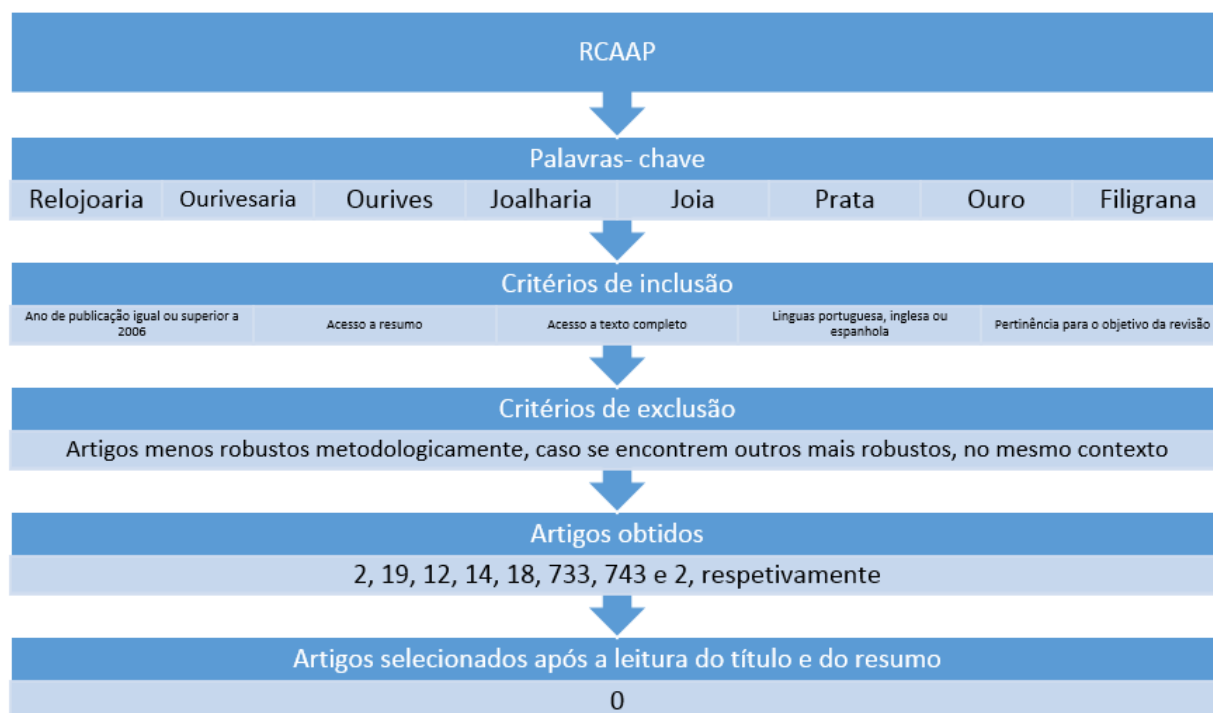 RCAAP
Palavras- chave
Relojoaria Ourivesaria Ourives Joalharia Joia Prata Ouro Filigrana
Critérios de inclusão
Ano de publicação igual ou superior a
2006
Acesso a resumo
Acesso a texto completo
Linguas portuguesa, inglesa ou
espanhola
Pertinência para o objetivo da revisão
Critérios de exclusão
Artigos menos robustos metodologicamente, caso se encontrem outros mais robustos, no mesmo contexto
Artigos obtidos
2, 19, 12, 14, 18, 733, 743 e 2, respetivamente
Artigos selecionados após a leitura do título e do resumo
0